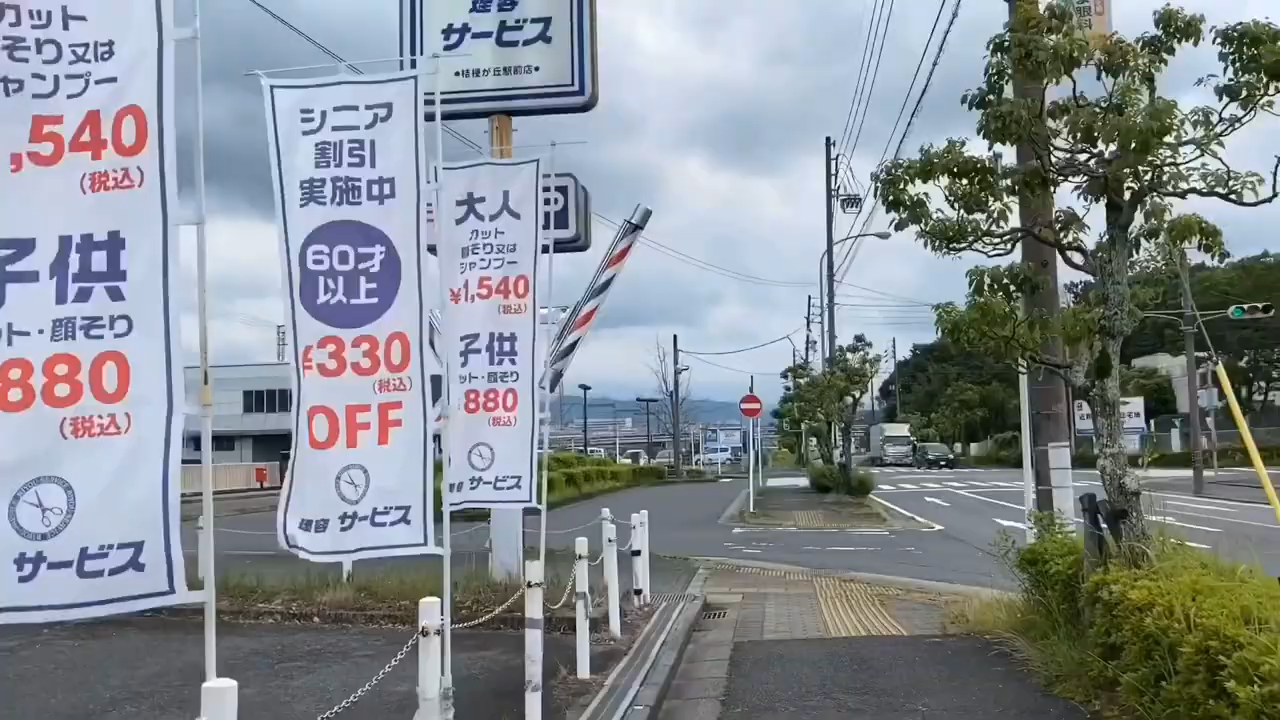 カット
そり又は
ャンプー
,540
(税込)
子供
ット・顔そり
880
(税込)
サービス
シニア
割引
実施中
60才
以上
¥330
(税込)
OFF
理容 サービス
理容
サービス
●桔梗が丘駅前店●
P
大人
カット
顔そり又は
シャンプー
¥1,540
(税込)
子供
ット・顔そり
880
(税込)
理容 サービス
眼科